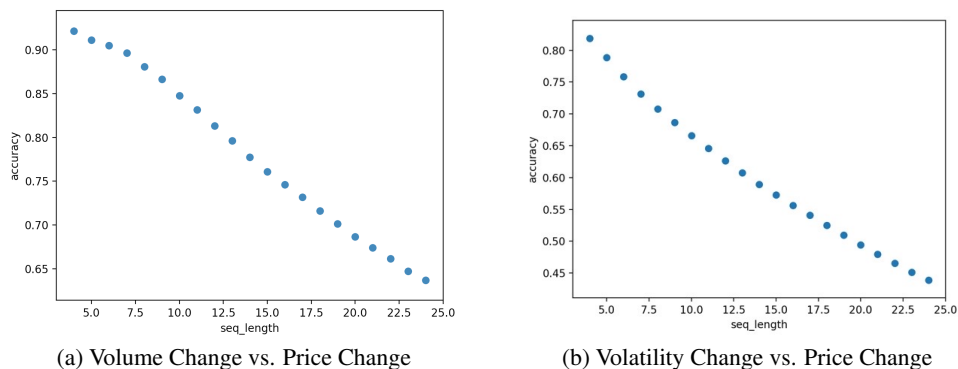 0.90
0.85
0.80
0.75
0.70
0.65
accuracy
5.0 7.5 10.0 12.5 15.0 17.5 20.0 22.5 25.0
seq_length
(a) Volume Change vs. Price Change
0.80
0.75
0.70
0.65
0.60
0.55
0.50
0.45
accuracy
5.0 7.5 10.0 12.5 15.0 17.5 20.0 22.5 25.0
seq_length
(b) Volatility Change vs. Price Change